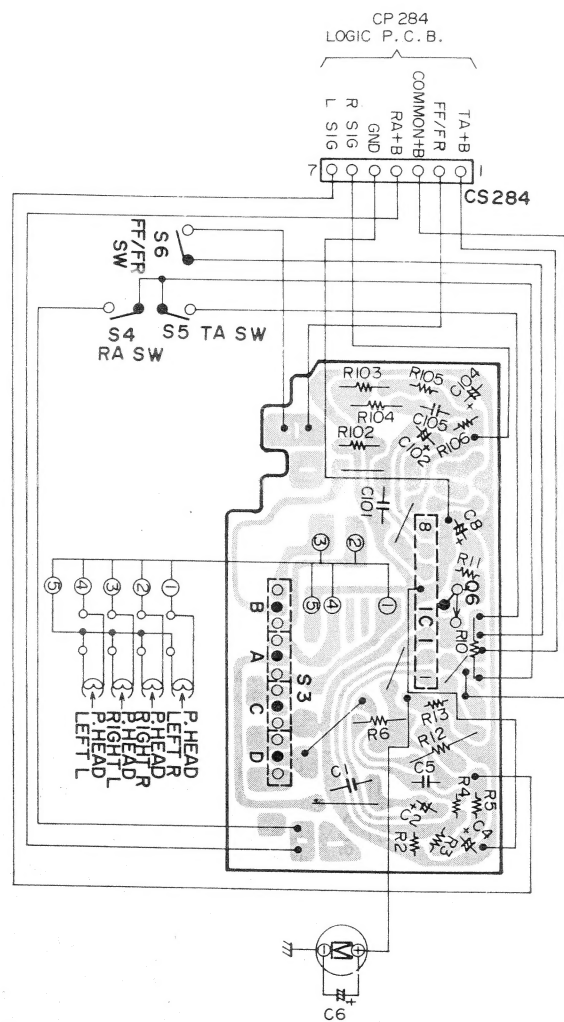 CP284
LOGIC P.C.B.
L SIG
R SIG
GND
RA+B
COMMON+B
FF/FR
TA+B
7
1
CS284
S6
FF/FR
SW
S4
RA SW
S5 TA SW
R103
R105
C104
+
R104
C105
R106
R102
C102
+
C101
8
C8
+
R11
Q6
IC1
R10
1
3
2
5
4
1
B
A
S3
C
D
5
4
3
2
1
P.HEAD
LEFT R
P.HEAD
RIGHT R
P.HEAD
RIGHT L
P.HEAD
LEFT L
R6
R13
R12
C1
C5
R4
R5
C2
+
C4
+
R2
R3
M
-
+
C6
+